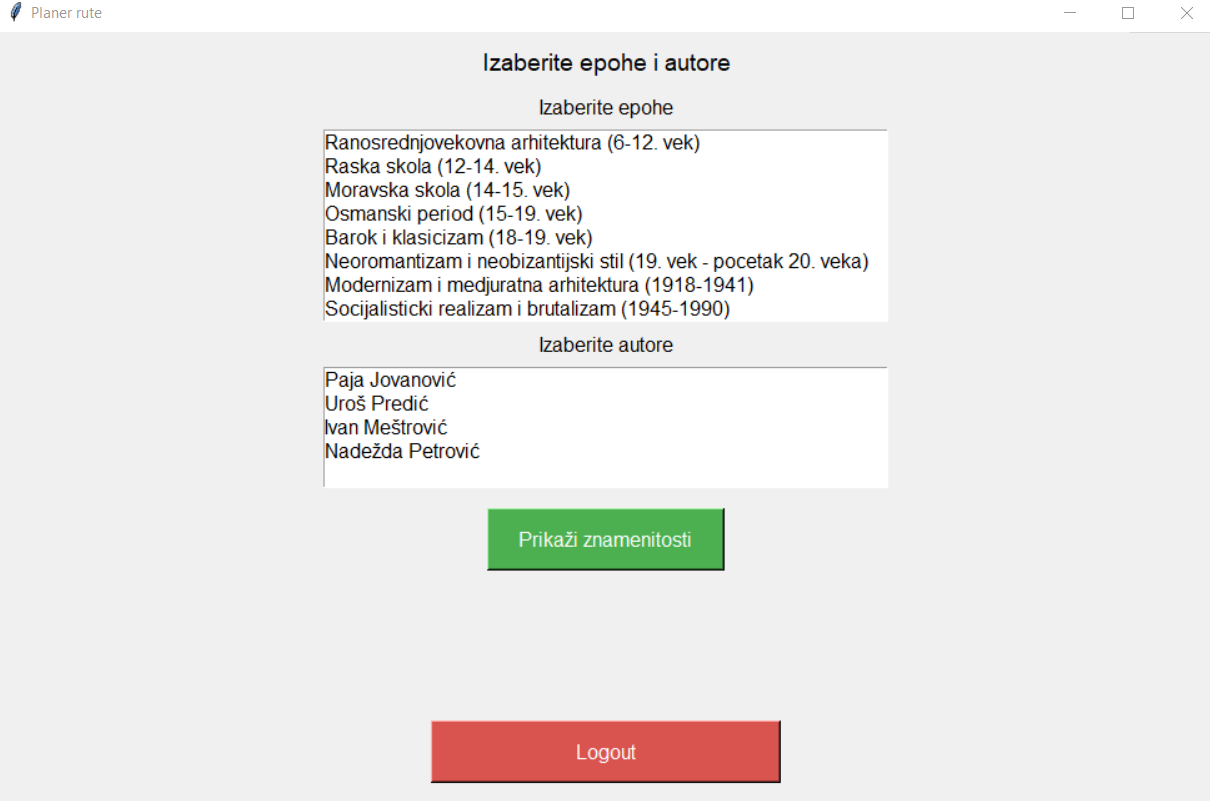 Planer rute
Izaberite epohe i autore
Izaberite epohe
Ranosrednjovekovna arhitektura (6-12. vek)
Raska skola (12-14. vek)
Moravska skola (14-15. vek)
Osmanski period (15-19. vek)
Barok i klasicizam (18-19. vek)
Neoromantizam i neobizantijski stil (19. vek - pocetak 20. veka)
Modernizam i medjuratna arhitektura (1918-1941)
Socijalisticki realizam i brutalizam (1945-1990)
Izaberite autore
Paja Jovanović
Uroš Predić
Ivan Meštrović
Nadežda Petrović
Prikaži znamenitosti
Logout